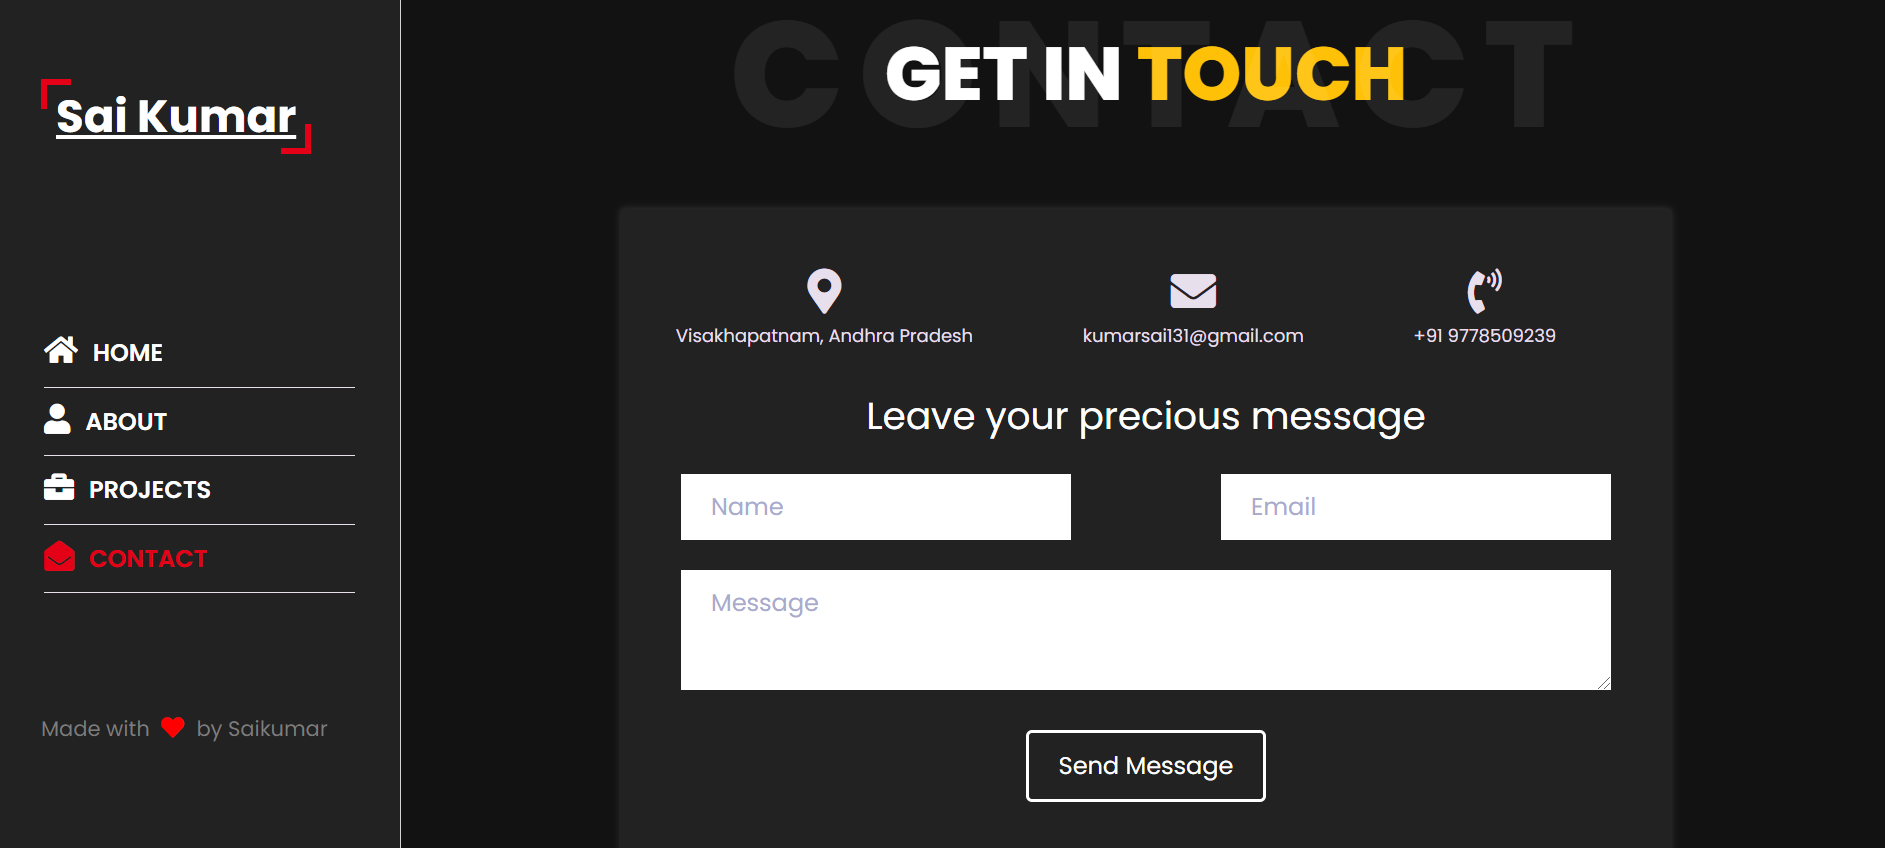 Sai Kumar
HOME
ABOUT
PROJECTS
CONTACT
Made with by Saikumar
CONTACT
GET IN TOUCH
Visakhapatnam, Andhra Pradesh
kumarsai131@gmail.com
+91 9778509239
Leave your precious message
Name
Email
Message
Send Message